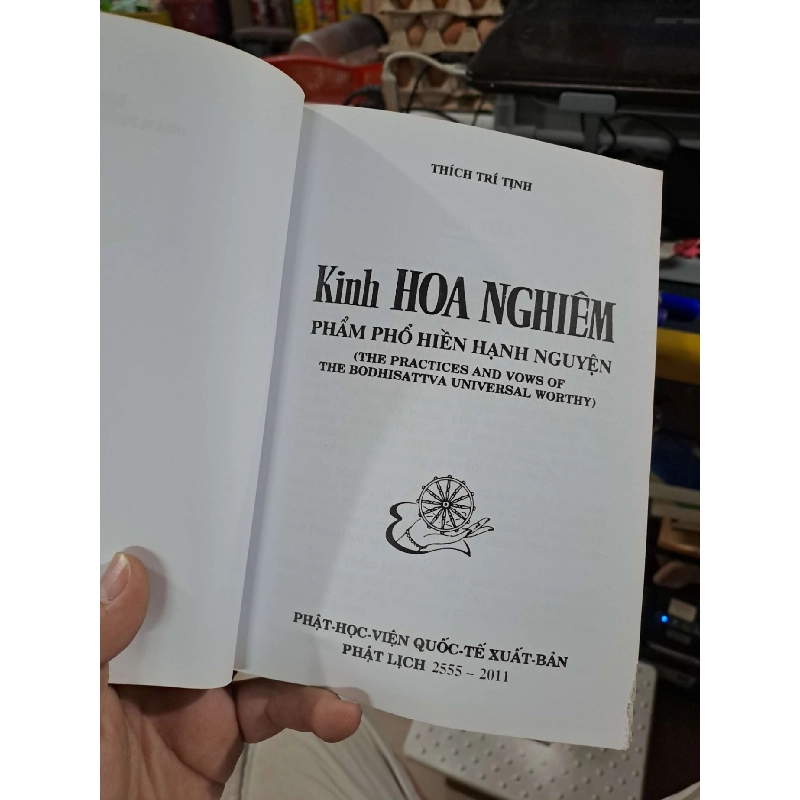 THÍCH TRÍ TỊNH
Kinh HOA NGHIÊM
PHẨM PHỔ HIỀN HẠNH NGUYỆN
(THE PRACTICES AND VOWS OF
THE BODHISATTVA UNIVERSAL WORTHY)
PHẬT-HỌC-VIỆN QUỐC-TẾ XUẤT-BẢN
PHẬT LỊCH 2555 – 2011